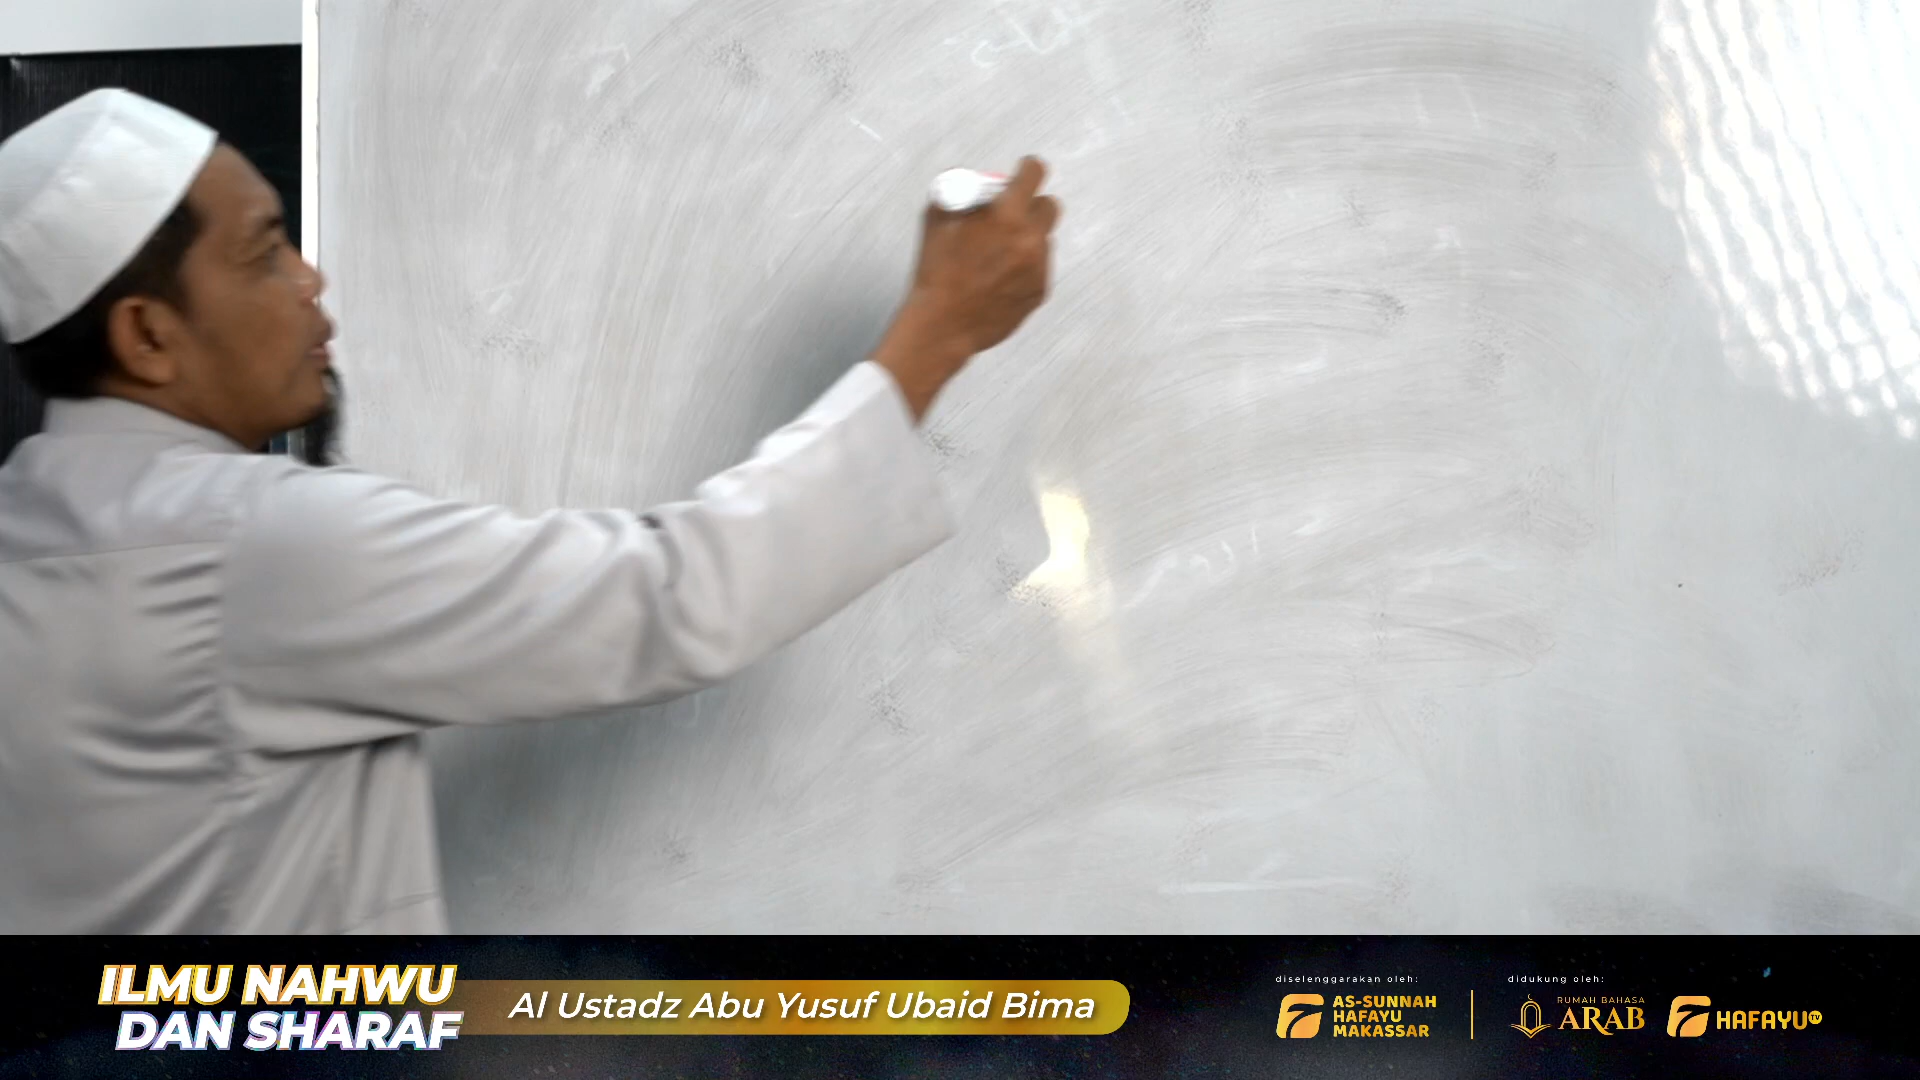 ILMU NAHWU
DAN SHARAF
Al Ustadz Abu Yusuf Ubaid Bima
diselenggarakan oleh:
AS-SUNNAH
HAFAYU
MAKASSAR
didukung oleh:
RUMAH BAHASA
ARAB
HAFAYU TV